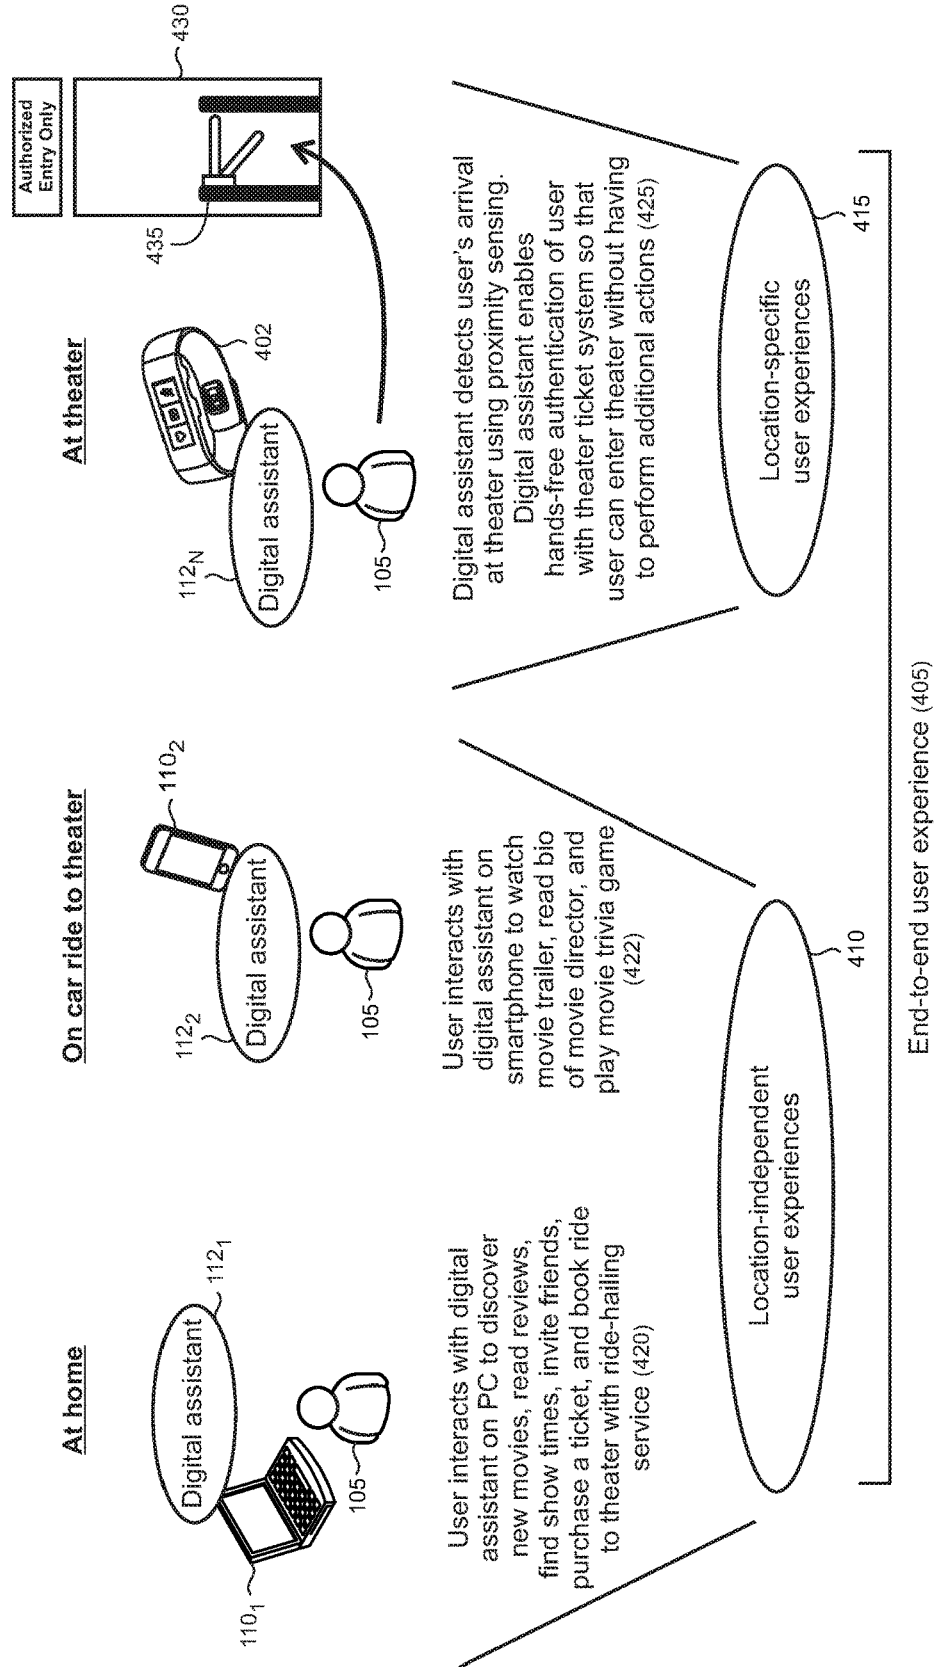 At home
Digital assistant
112₁
110₁
105
User interacts with digital
assistant on PC to discover
new movies, read reviews,
find show times, invite friends,
purchase a ticket, and book ride
to theater with ride-hailing
service (420)
On car ride to theater
110₂
112₂
Digital assistant
105
User interacts with
digital assistant on
smartphone to watch
movie trailer, read bio
of movie director, and
play movie trivia game
(422)
At theater
402
112N
Digital assistant
105
Authorized
Entry Only
430
435
Digital assistant detects user's arrival
at theater using proximity sensing.
Digital assistant enables
hands-free authentication of user
with theater ticket system so that
user can enter theater without having
to perform additional actions (425)
Location-independent
user experiences
410
Location-specific
user experiences
415
End-to-end user experience (405)